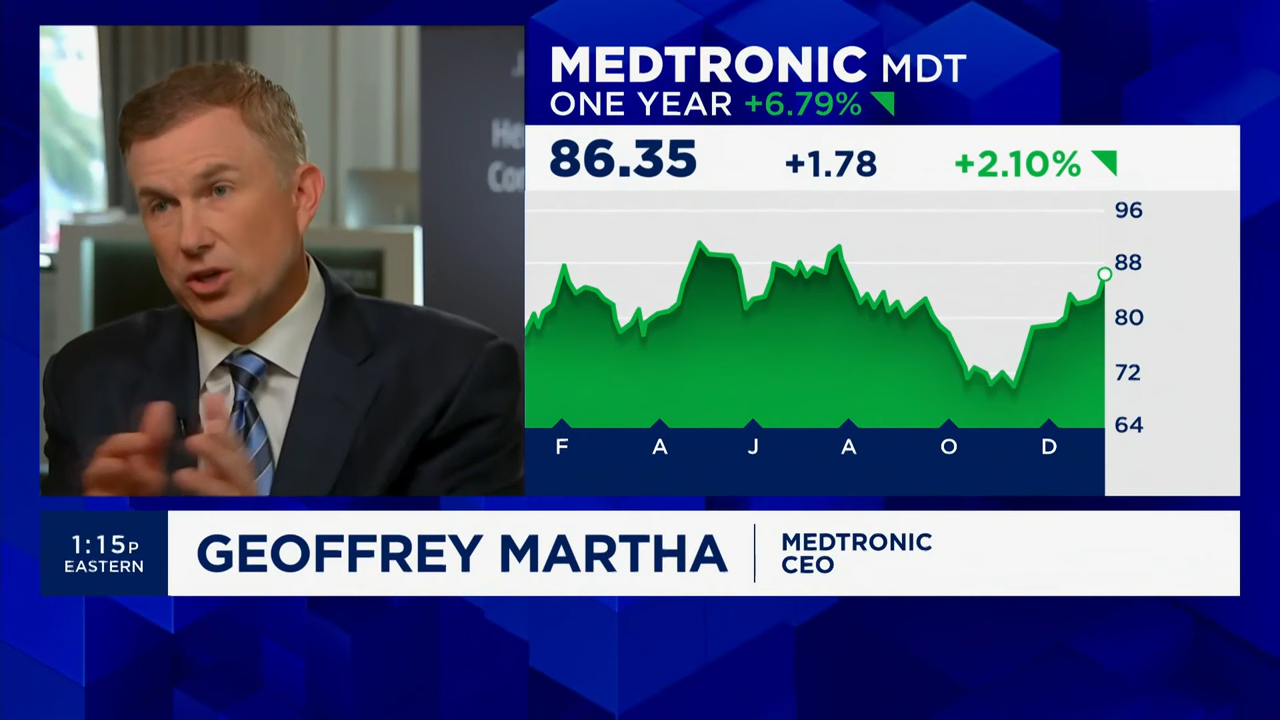 MEDTRONIC MDT
ONE YEAR +6.79%
86.35 +1.78 +2.10%
96
88
80
72
64
F A J A O D
1:15P
EASTERN
GEOFFREY MARTHA
MEDTRONIC
CEO